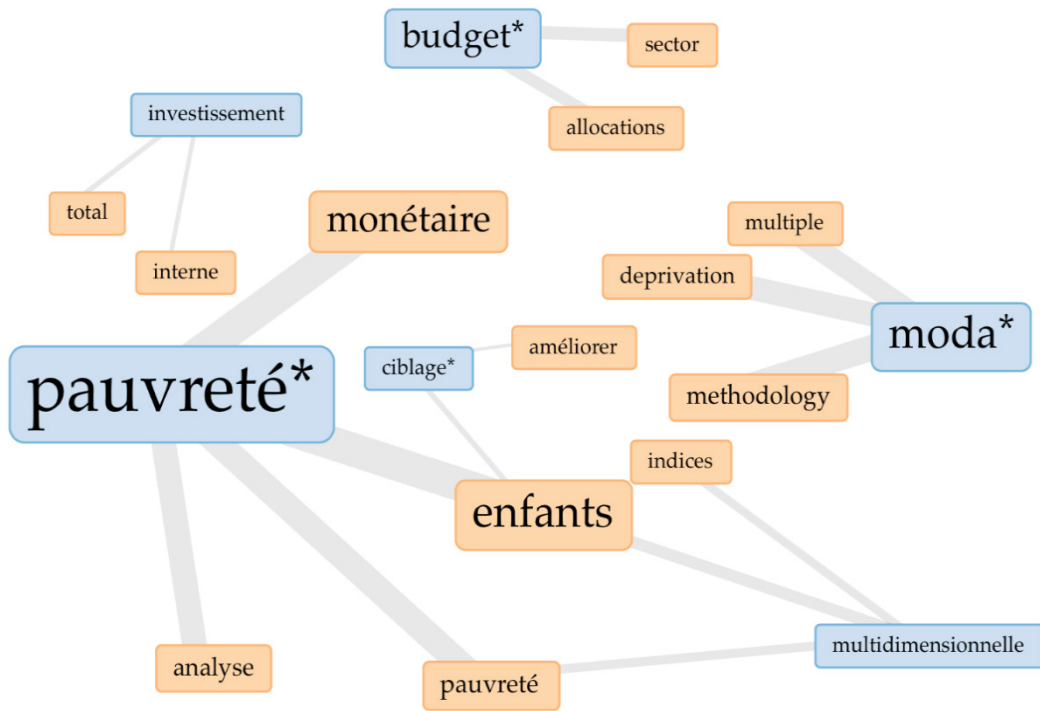 budget*
sector
investissement
allocations
total
monétaire
multiple
interne
deprivation
moda*
améliorer
ciblage*
pauvreté*
methodology
indices
enfants
multidimensionnelle
analyse
pauvreté